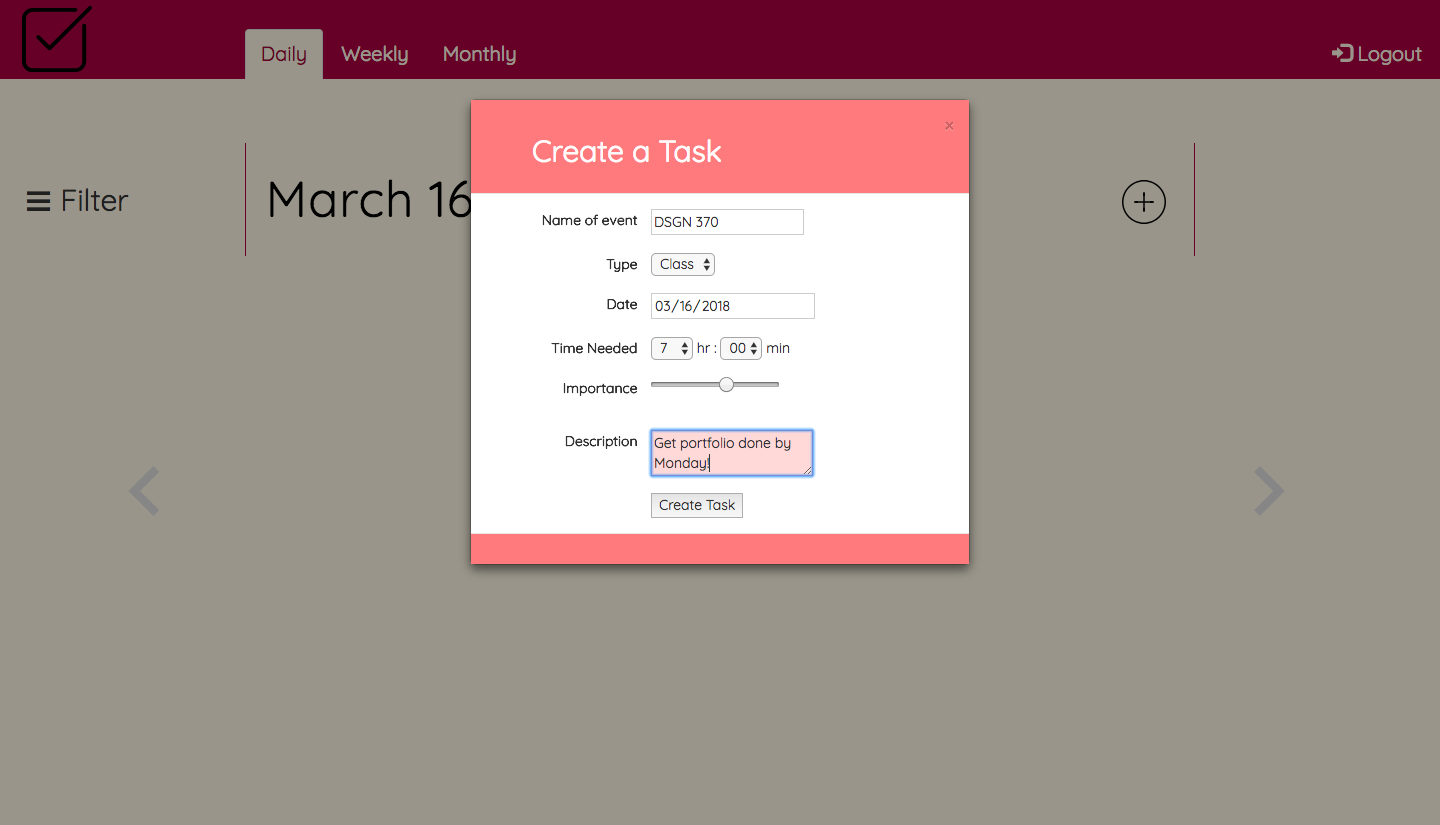 Daily Weekly Monthly
Logout
Filter
March 16
×
Create a Task
Name of event DSGN 370
Type Class
Date 03/16/2018
Time Needed 7 hr : 00 min
Importance
Description Get portfolio done by
Monday!
Create Task